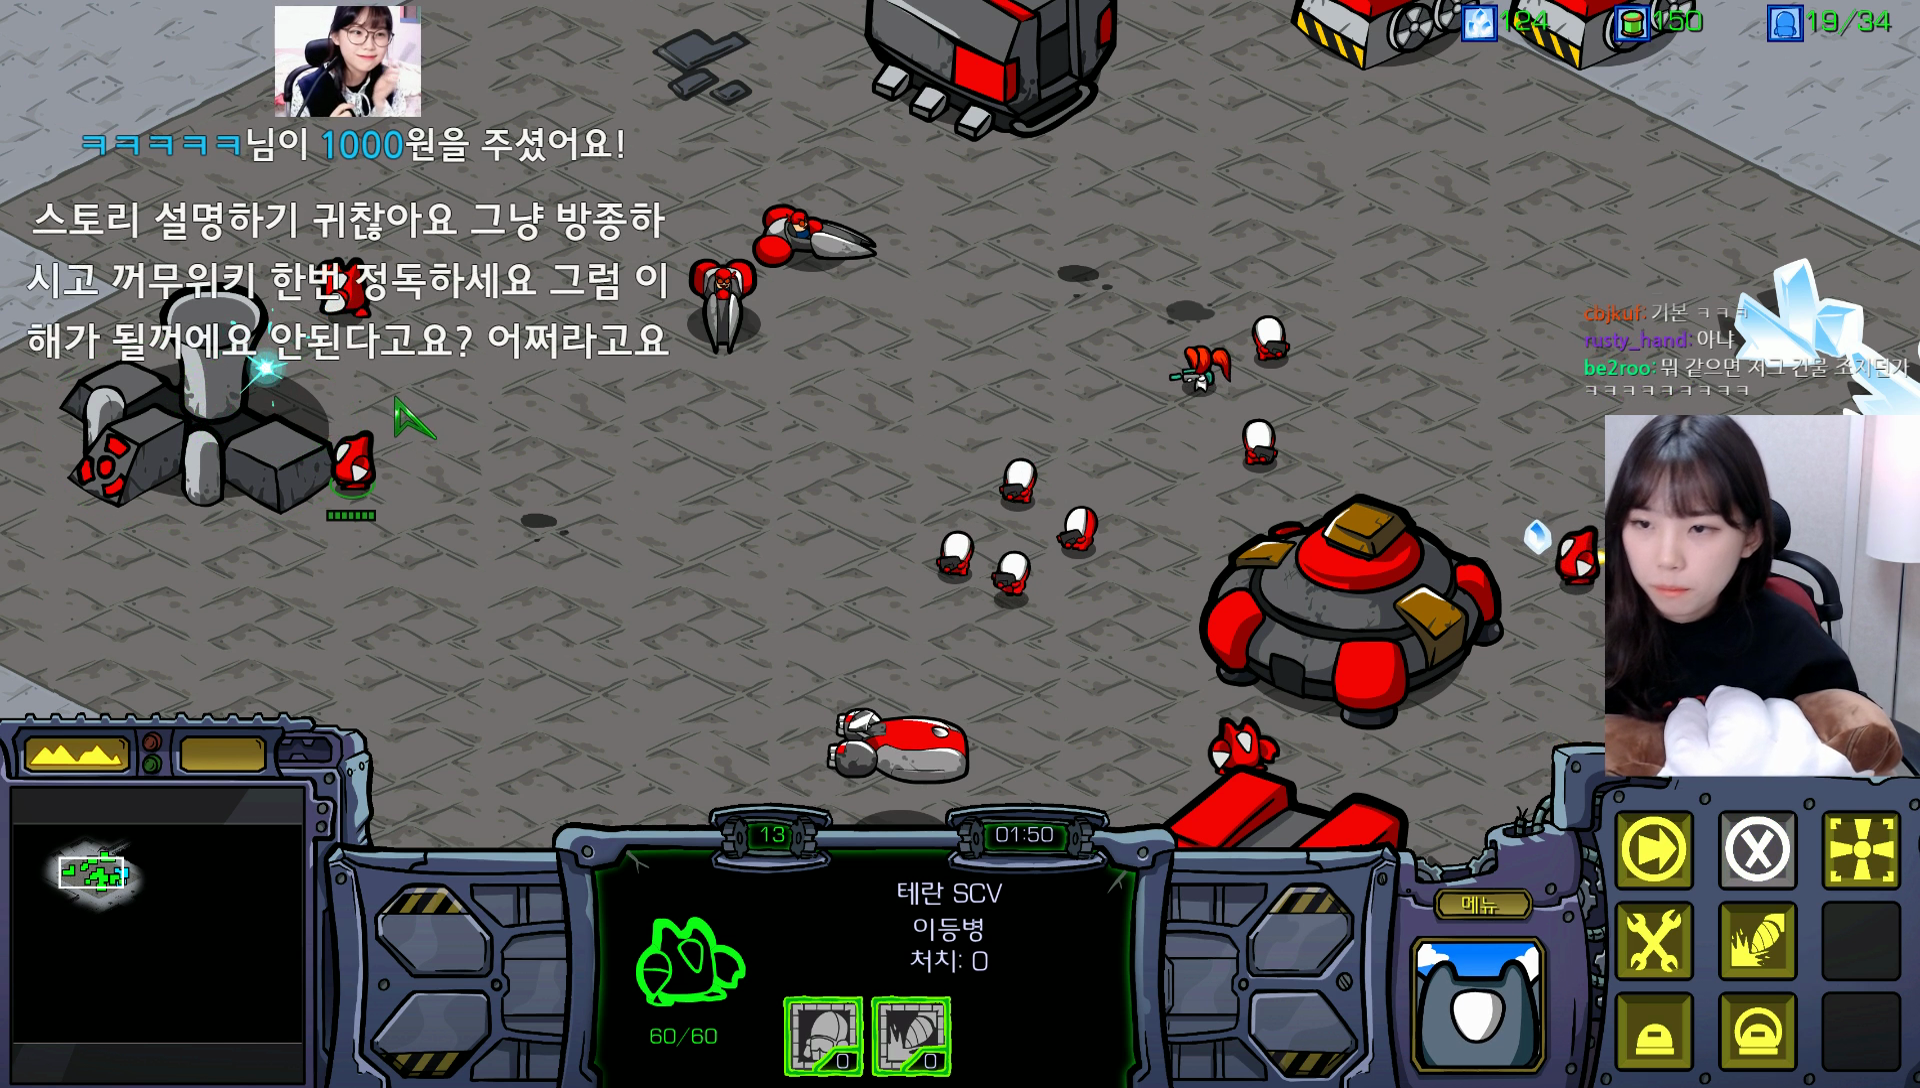 124
150
19/34
ㅋㅋㅋㅋㅋ님이 1000원을 주셨어요!
스토리 설명하기 귀찮아요 그냥 방종하
시고 꺼무위키 한번 정독하세요 그럼 이
해가 될꺼에요 안된다고요? 어쩌라고요
cbjkuf: 기본 ㅋㅋㅋ
rusty_hand: 아냐
be2roo: 뭐 같으면 저그 건물 조지던가
ㅋㅋㅋㅋㅋㅋㅋㅋㅋ
13
01:50
테란 SCV
이등병
처치: 0
60/60
0
0
메뉴